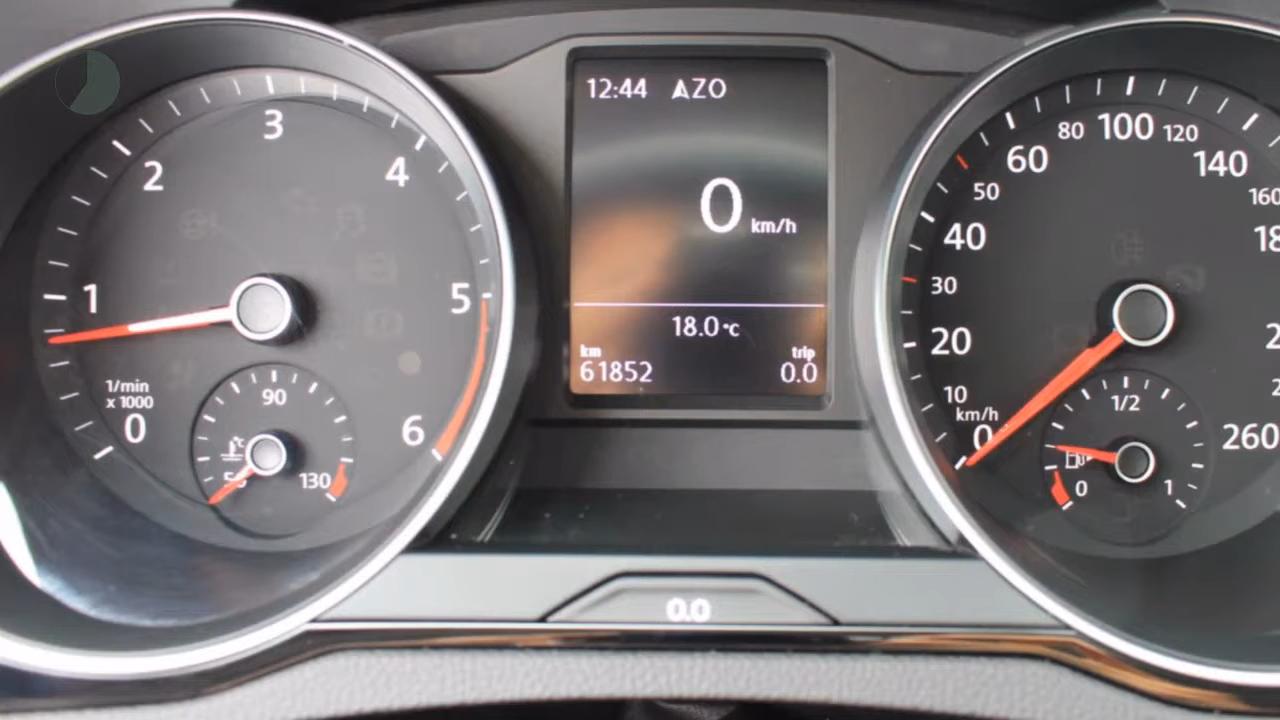 12:44 AZO
0 km/h
18.0°C
km trip
61852 0.0
0 1 2 3 4 5 6
1/min
x 1000
90
°C
50 130
0 10 20 30 40 50 60 80 100 120 140 160
260
km/h
1/2
0 1
0.0